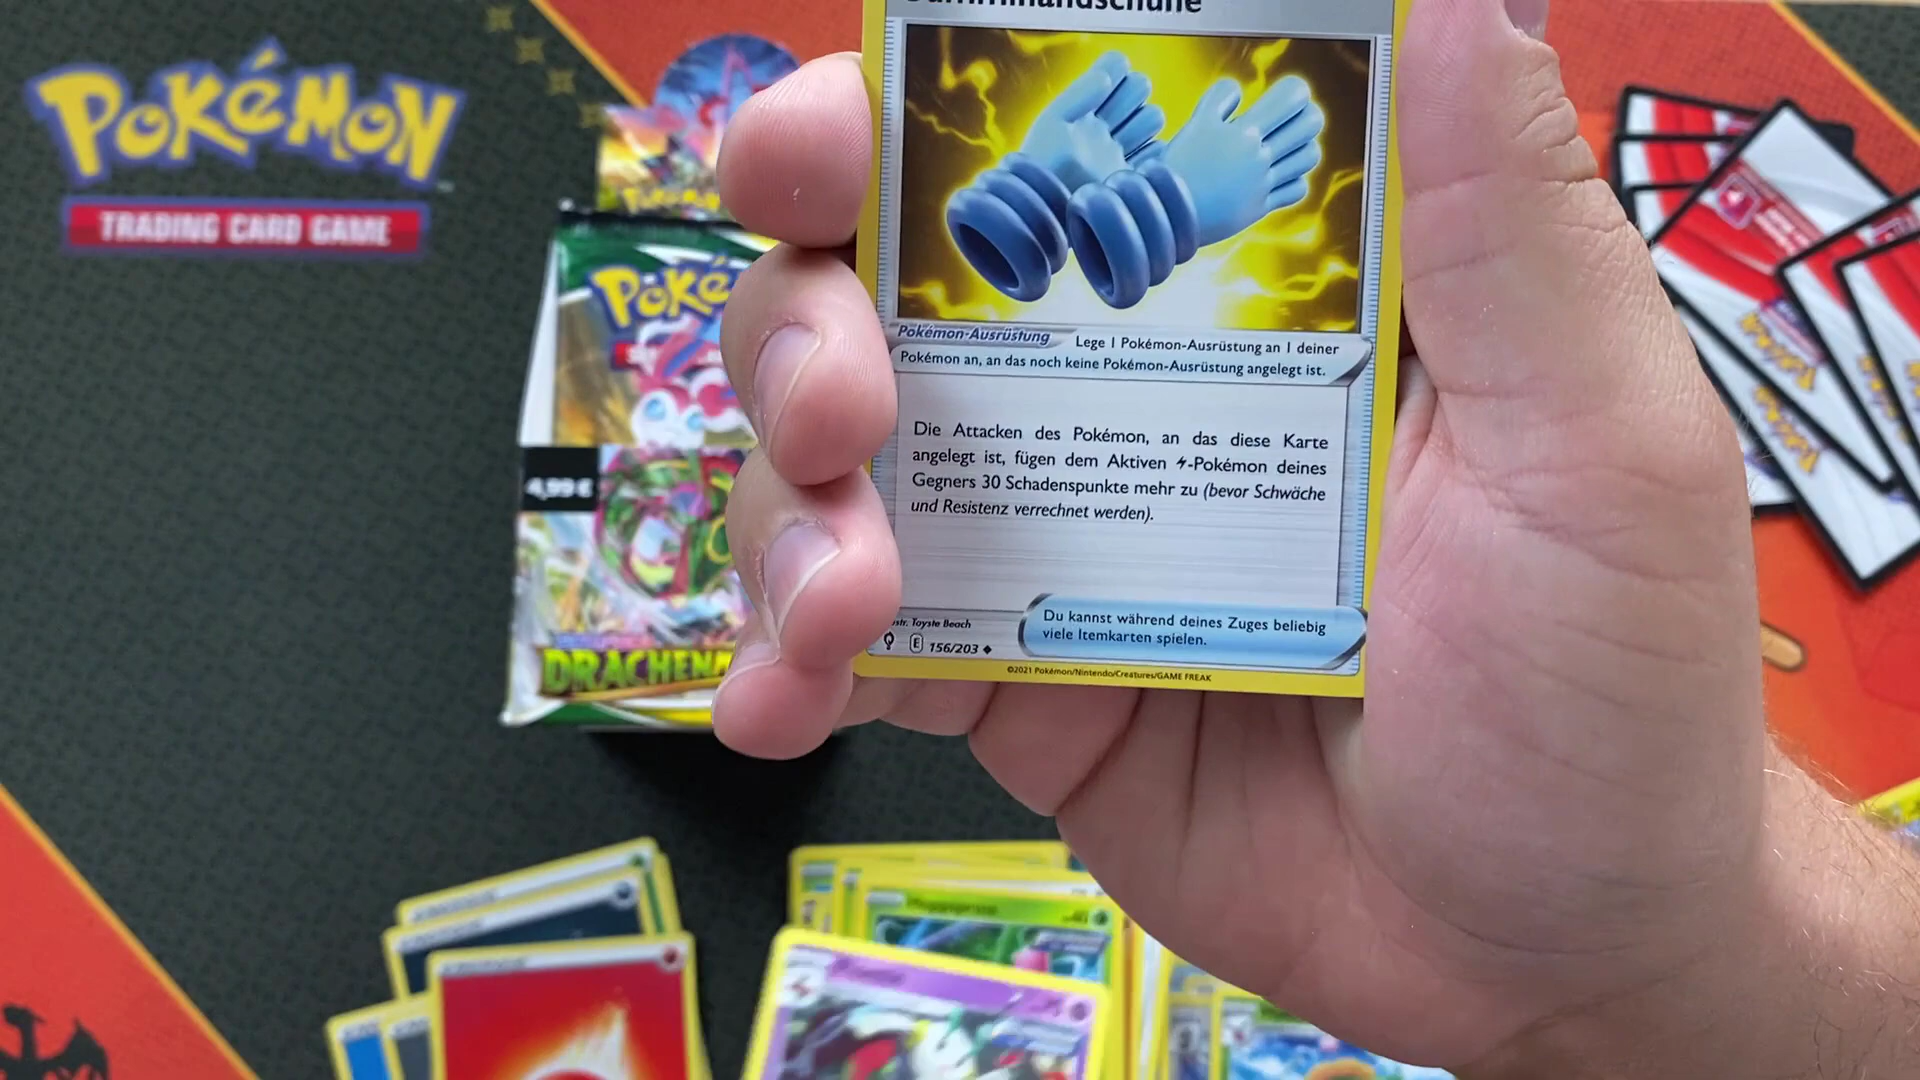 POKéMON
TRADING CARD GAME
Pokémon-Ausrüstung
Lege 1 Pokémon-Ausrüstung an 1 deiner
Pokémon an, an das noch keine Pokémon-Ausrüstung angelegt ist.
Die Attacken des Pokémon, an das diese Karte
angelegt ist, fügen dem Aktiven -Pokémon deines
Gegners 30 Schadenspunkte mehr zu (bevor Schwäche
und Resistenz verrechnet werden).
Toyste Beach
E 156/203
Du kannst während deines Zuges beliebig
viele Itemkarten spielen.
©2021 Pokémon/Nintendo/Creatures/GAME FREAK
Poké
4,99 €
DRACHEN